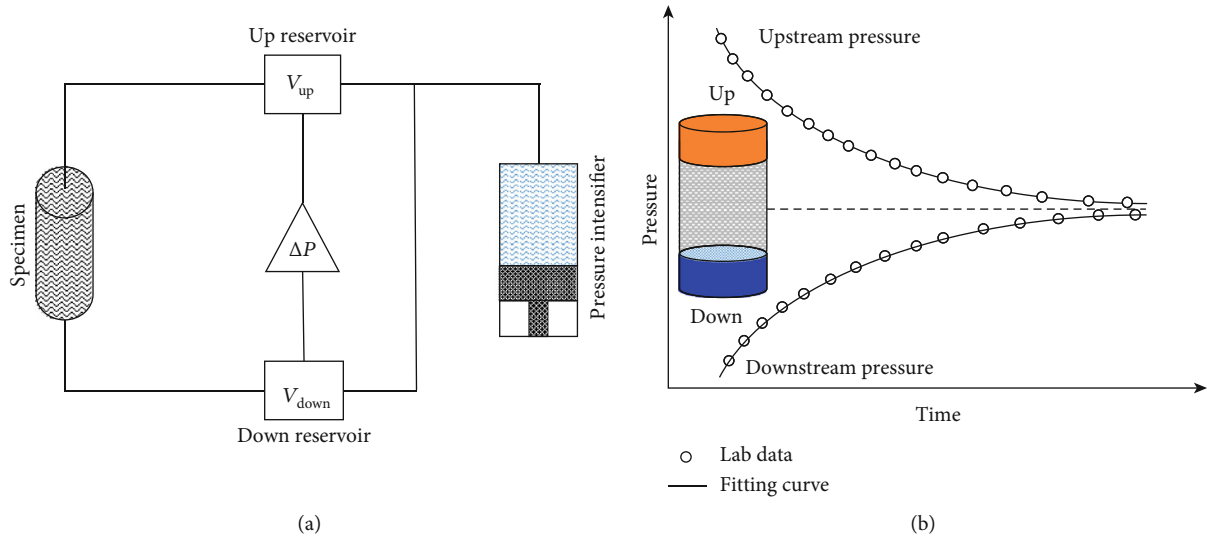 Up reservoir
V_up
Specimen
ΔP
Pressure intensifier
V_down
Down reservoir
(a)
Pressure
Upstream pressure
Up
Down
Downstream pressure
Time
Lab data
Fitting curve
(b)